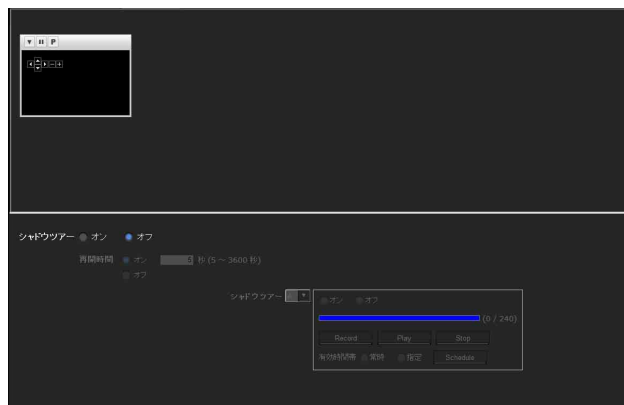 P
シャドウツアー オン オフ
再開時間 オン 5 秒 (5 ～ 3600 秒)
オフ
シャドウツアー
オン オフ
(0 / 240)
Record Play Stop
有効時間帯 常時 指定 Schedule